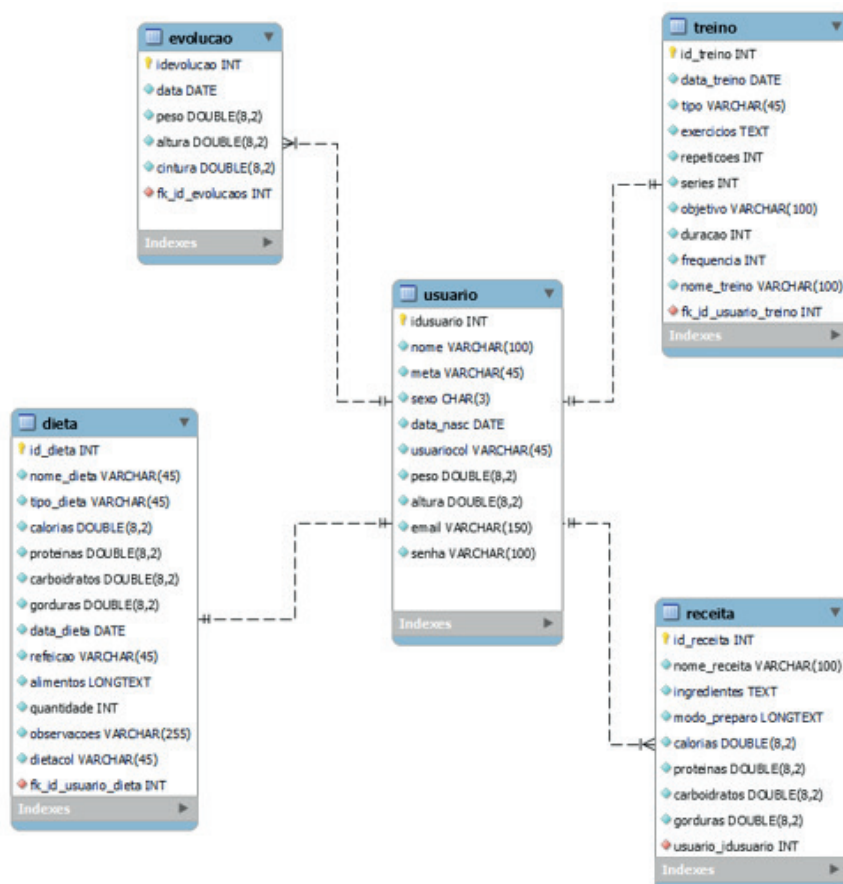 evolucao
idevolucao INT
data DATE
peso DOUBLE(8,2)
altura DOUBLE(8,2)
cintura DOUBLE(8,2)
fk_id_evolucaos INT
Indexes
treino
id_treino INT
data_treino DATE
tipo VARCHAR(45)
exercicios TEXT
repeticoes INT
series INT
objetivo VARCHAR(100)
duracao INT
frequencia INT
nome_treino VARCHAR(100)
fk_id_usuario_treino INT
Indexes
usuario
idusuario INT
nome VARCHAR(100)
meta VARCHAR(45)
sexo CHAR(3)
data_nasc DATE
usuariocol VARCHAR(45)
peso DOUBLE(8,2)
altura DOUBLE(8,2)
email VARCHAR(150)
senha VARCHAR(100)
Indexes
dieta
id_dieta INT
nome_dieta VARCHAR(45)
tipo_dieta VARCHAR(45)
calorias DOUBLE(8,2)
proteinas DOUBLE(8,2)
carboidratos DOUBLE(8,2)
gorduras DOUBLE(8,2)
data_dieta DATE
refeicao VARCHAR(45)
alimentos LONGTEXT
quantidade INT
observacoes VARCHAR(255)
dietacol VARCHAR(45)
fk_id_usuario_dieta INT
Indexes
receita
id_receita INT
nome_receita VARCHAR(100)
ingredientes TEXT
modo_preparo LONGTEXT
calorias DOUBLE(8,2)
proteinas DOUBLE(8,2)
carboidratos DOUBLE(8,2)
gorduras DOUBLE(8,2)
usuario_idusuario INT
Indexes